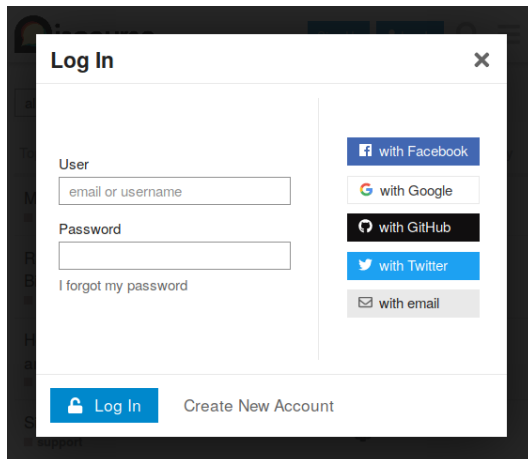 Log In
User
email or username
Password
I forgot my password
with Facebook
with Google
with GitHub
with Twitter
with email
Log In
Create New Account
support